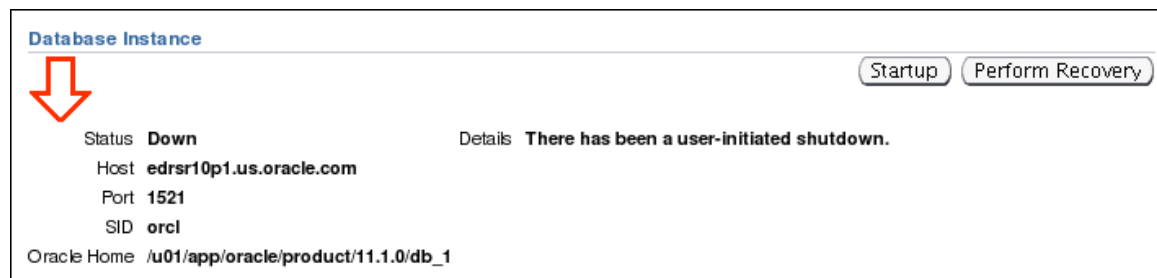 Database Instance
Startup Perform Recovery
Status Down Details There has been a user-initiated shutdown.
Host edrsr10p1.us.oracle.com
Port 1521
SID orcl
Oracle Home /u01/app/oracle/product/11.1.0/db_1